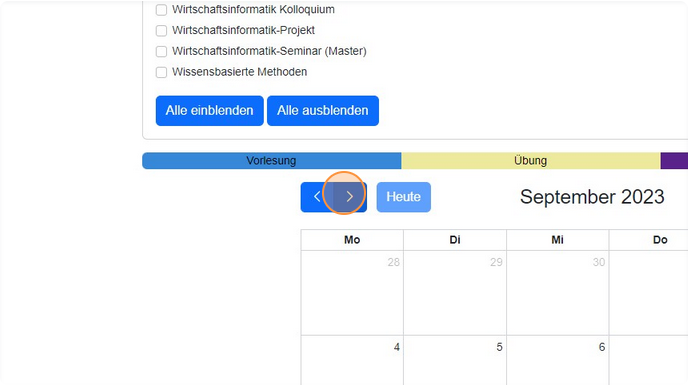 Wirtschaftsinformatik Kolloquium
Wirtschaftsinformatik-Projekt
Wirtschaftsinformatik-Seminar (Master)
Wissensbasierte Methoden
Alle einblenden Alle ausblenden
Vorlesung Übung
Heute September 2023
Mo Di Mi Do
28 29 30
4 5 6